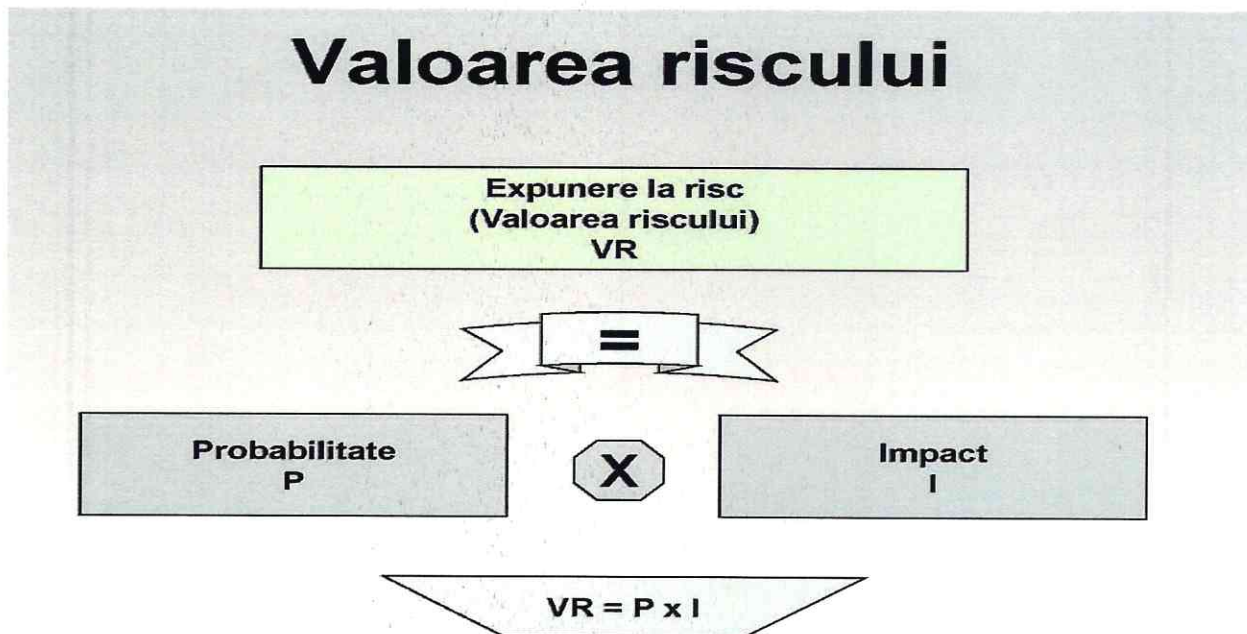 Valoarea riscului
Expunere la risc
(Valoarea riscului)
VR
=
Probabilitate
P
X
Impact
I
VR = P x I